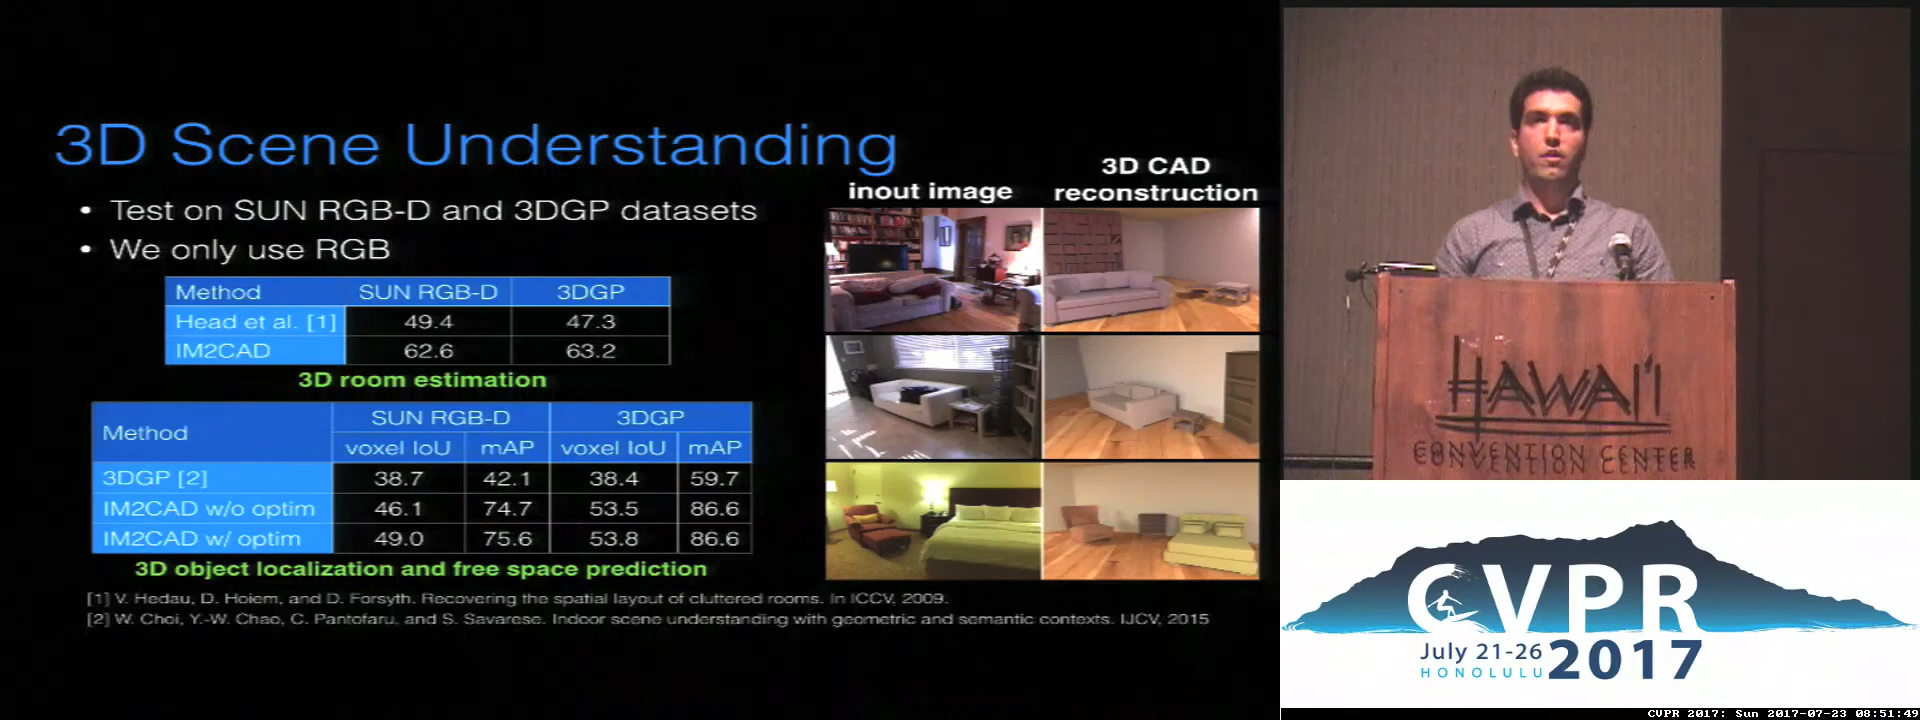 3D Scene Understanding
• Test on SUN RGB-D and 3DGP datasets
• We only use RGB
inout image
3D CAD
reconstruction
Method SUN RGB-D 3DGP
Head et al. [1] 49.4 47.3
IM2CAD 62.6 63.2
3D room estimation
Method SUN RGB-D 3DGP
voxel IoU mAP voxel IoU mAP
3DGP [2] 38.7 42.1 38.4 59.7
IM2CAD w/o optim 46.1 74.7 53.5 86.6
IM2CAD w/ optim 49.0 75.6 53.8 86.6
3D object localization and free space prediction
[1] V. Hedau, D. Hoiem, and D. Forsyth. Recovering the spatial layout of cluttered rooms. In ICCV, 2009.
[2] W. Choi, Y.-W. Chao, C. Pantofaru, and S. Savarese. Indoor scene understanding with geometric and semantic contexts. IJCV, 2015
HAWAI'I
CONVENTION CENTER
CVPR
July 21-26
HONOLULU
2017
CVPR 2017: Sun 2017-07-23 08:51:49